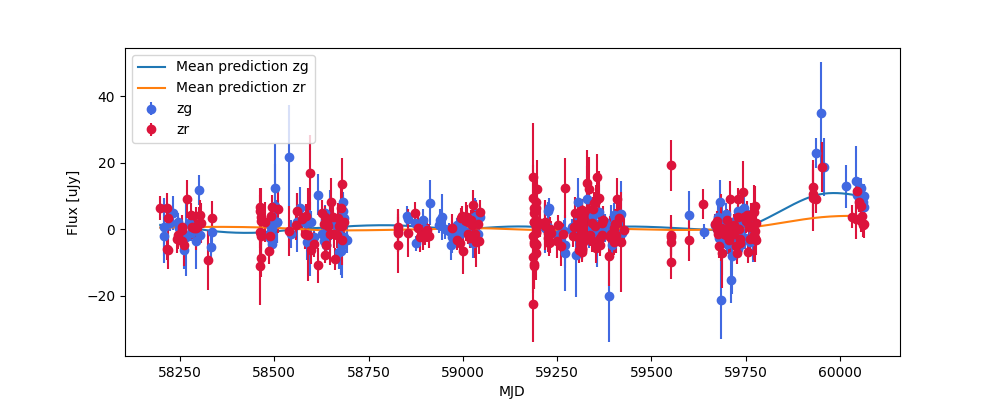 Mean prediction zg
Mean prediction zr
zg
zr
Flux [uJy]
40
20
0
−20
58250 58500 58750 59000 59250 59500 59750 60000
MJD